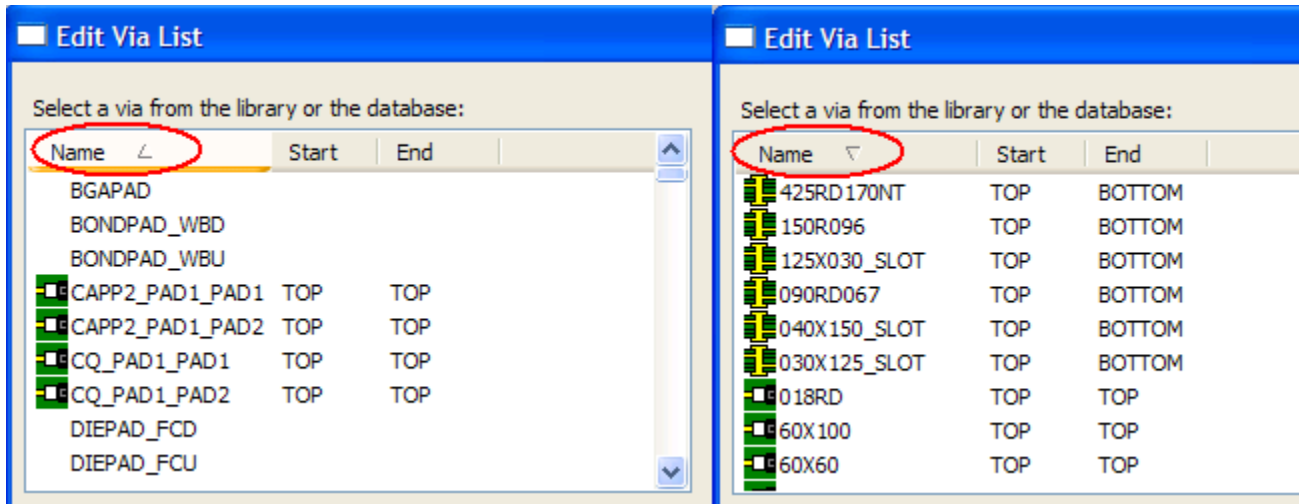 Edit Via List
Select a via from the library or the database:
Name Start End
BGAPAD
BONDPAD_WBD
BONDPAD_WBU
CAPP2_PAD1_PAD1 TOP TOP
CAPP2_PAD1_PAD2 TOP TOP
CQ_PAD1_PAD1 TOP TOP
CQ_PAD1_PAD2 TOP TOP
DIEPAD_FCD
DIEPAD_FCU
Edit Via List
Select a via from the library or the database:
Name Start End
425RD170NT TOP BOTTOM
150R096 TOP BOTTOM
125X030_SLOT TOP BOTTOM
090RD067 TOP BOTTOM
040X150_SLOT TOP BOTTOM
030X125_SLOT TOP BOTTOM
018RD TOP TOP
60X100 TOP TOP
60X60 TOP TOP